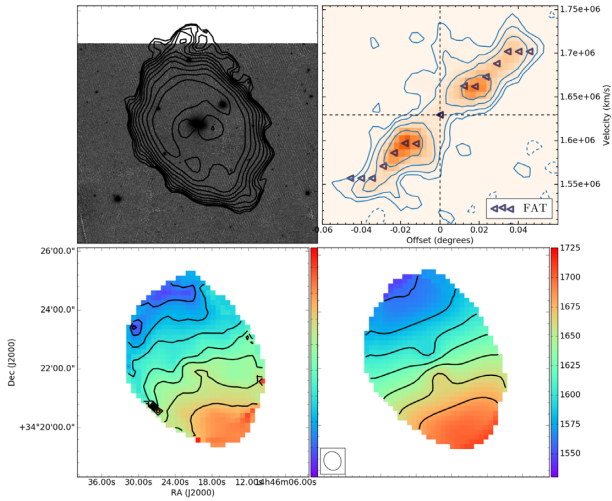 1.75e+06
1.7e+06
1.65e+06
1.6e+06
1.55e+06
Velocity (km/s)
FAT
-0.06 -0.04 -0.02 0 0.02 0.04
Offset (degrees)
26'00.0"
24'00.0"
22'00.0"
+34°20'00.0"
Dec (J2000)
36.00s 30.00s 24.00s 18.00s 12.00s 14h46m06.00s
RA (J2000)
1725
1700
1675
1650
1625
1600
1575
1550